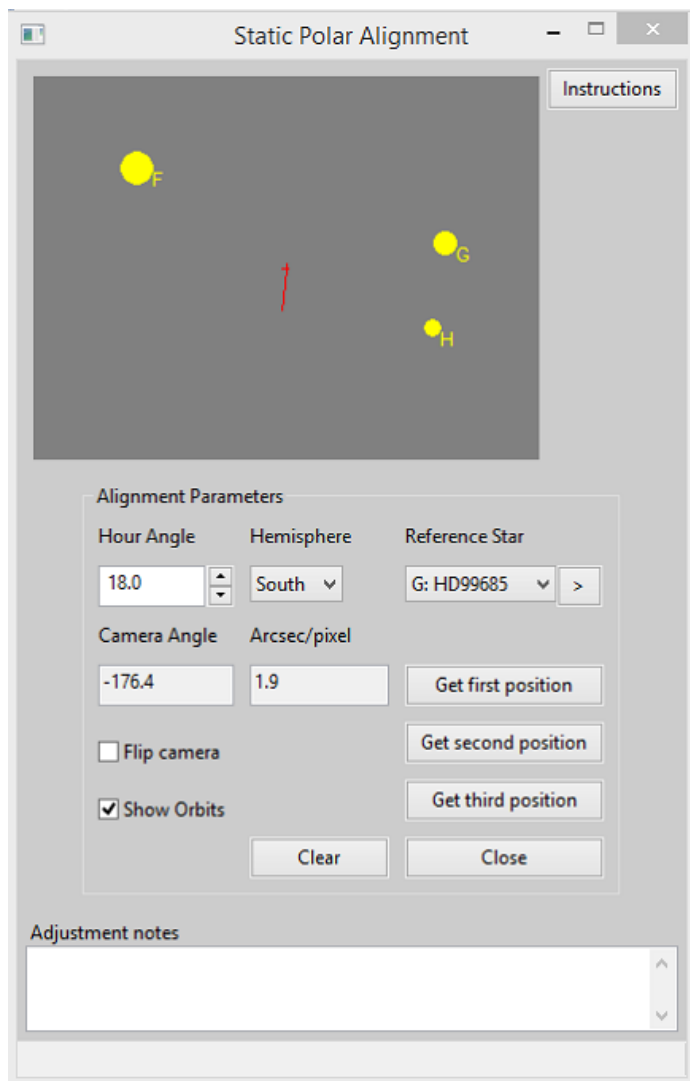 Static Polar Alignment
Instructions
F
G
H
Alignment Parameters
Hour Angle Hemisphere Reference Star
18.0 South G: HD99685 >
Camera Angle Arcsec/pixel
-176.4 1.9 Get first position
Flip camera Get second position
Show Orbits Get third position
Clear Close
Adjustment notes